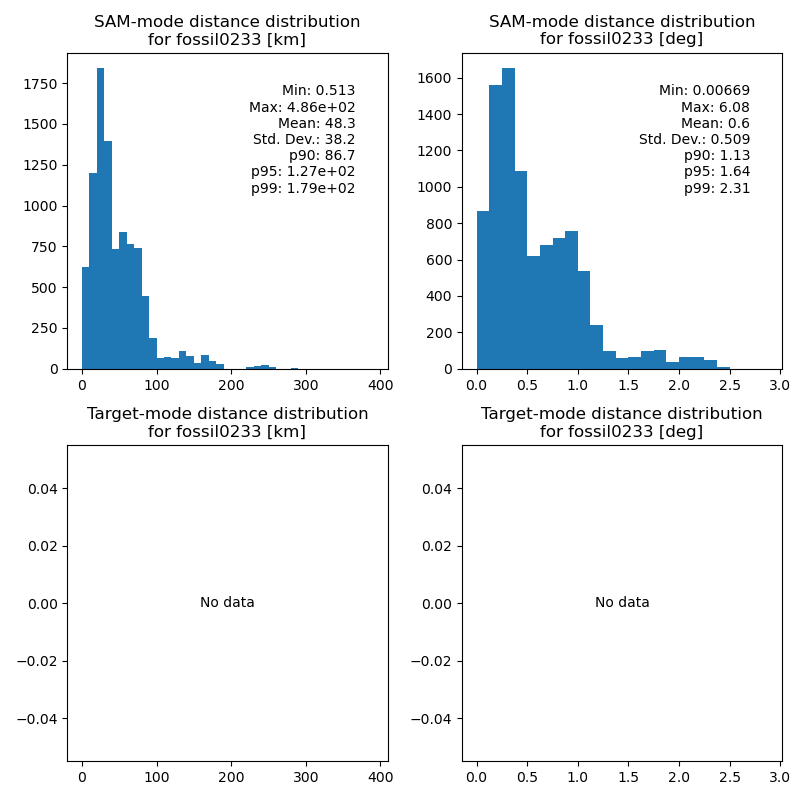 SAM-mode distance distribution
for fossil0233 [km]
Min: 0.513
Max: 4.86e+02
Mean: 48.3
Std. Dev.: 38.2
p90: 86.7
p95: 1.27e+02
p99: 1.79e+02
1750
1500
1250
1000
750
500
250
0
0 100 200 300 400
SAM-mode distance distribution
for fossil0233 [deg]
Min: 0.00669
Max: 6.08
Mean: 0.6
Std. Dev.: 0.509
p90: 1.13
p95: 1.64
p99: 2.31
1600
1400
1200
1000
800
600
400
200
0
0.0 0.5 1.0 1.5 2.0 2.5 3.0
Target-mode distance distribution
for fossil0233 [km]
0.04
0.02
0.00
−0.02
−0.04
No data
0 100 200 300 400
Target-mode distance distribution
for fossil0233 [deg]
0.04
0.02
0.00
−0.02
−0.04
No data
0.0 0.5 1.0 1.5 2.0 2.5 3.0